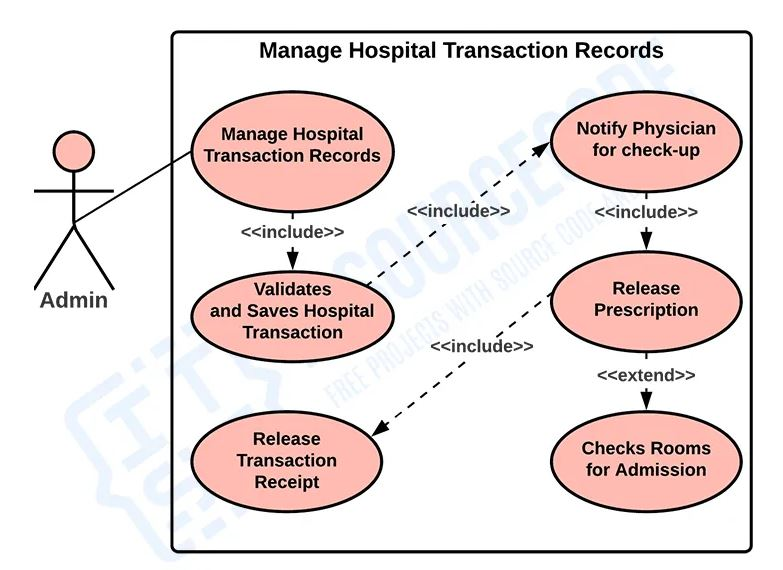 Manage Hospital Transaction Records
Manage Hospital
Transaction Records
Notify Physician
for check-up
<<include>>
<<include>>
<<include>>
Validates
and Saves Hospital
Transaction
Release
Prescription
Admin
<<include>>
<<extend>>
Release
Transaction
Receipt
Checks Rooms
for Admission